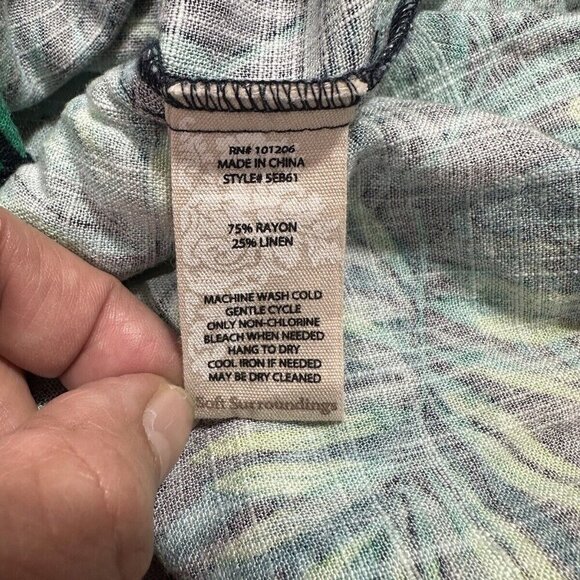 RN# 101206
MADE IN CHINA
STYLE# 5EB61
75% RAYON
25% LINEN
MACHINE WASH COLD
GENTLE CYCLE
ONLY NON-CHLORINE
BLEACH WHEN NEEDED
HANG TO DRY
COOL IRON IF NEEDED
MAY BE DRY CLEANED
Soft Surroundings